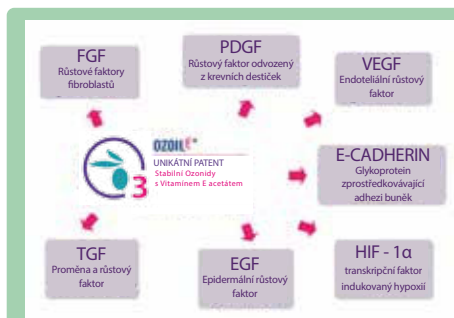 FGF
Růstové faktory
fibroblastů
PDGF
Růstový faktor odvozený
z krevních destiček
VEGF
Endoteliální růstový
faktor
OZOILE®
UNIKÁTNÍ PATENT
Stabilní Ozonidy
s Vitamínem E acetátem
3
E-CADHERIN
Glykoprotein
zprostředkovávající
adhezi buněk
TGF
Proměna a růstový
faktor
EGF
Epidermální růstový
faktor
HIF - 1α
transkripční faktor
indukovaný hypoxií